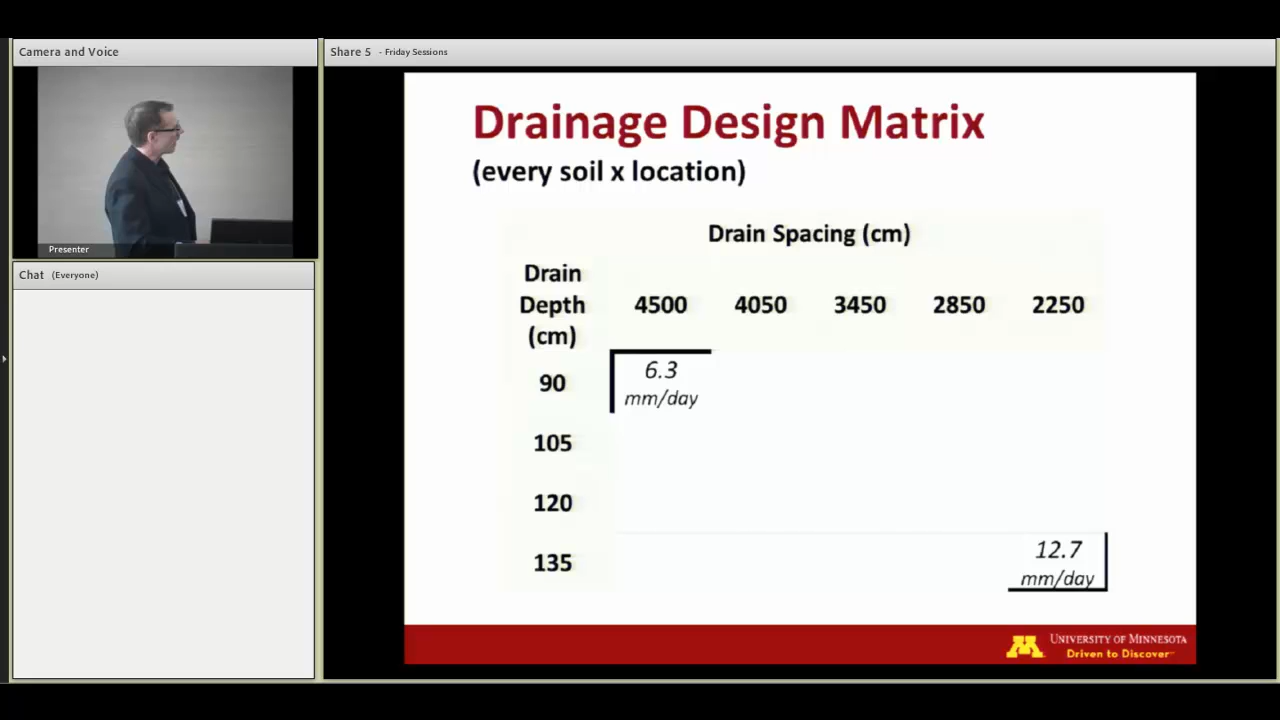 Camera and Voice
Presenter
Chat (Everyone)
Share 5 - Friday Sessions
Drainage Design Matrix
(every soil x location)
Drain Spacing (cm)
Drain
Depth
(cm)
4500 4050 3450 2850 2250
90
6.3
mm/day
105
120
135
12.7
mm/day
M
UNIVERSITY OF MINNESOTA
Driven to Discover℠